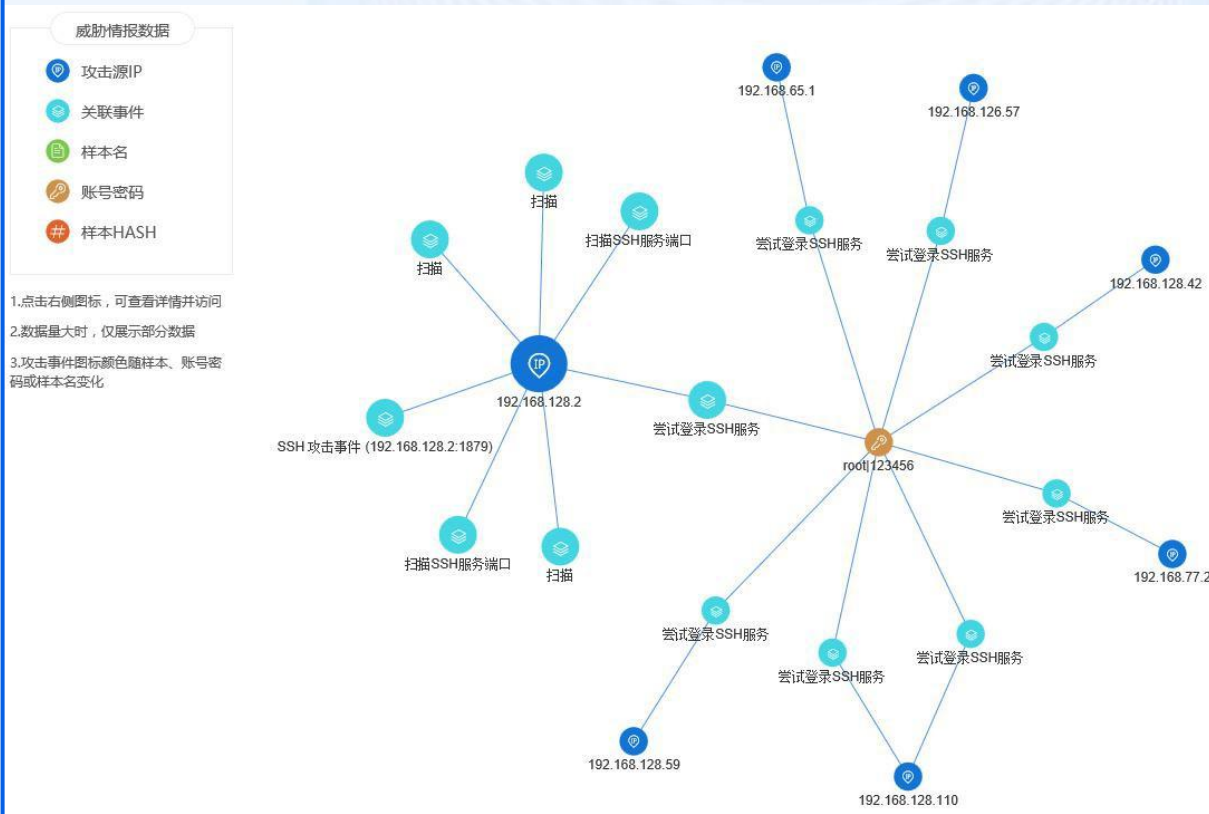 威胁情报数据
攻击源IP
关联事件
样本名
账号密码
样本HASH
1.点击右侧图标，可查看详情并访问
2.数据量大时，仅展示部分数据
3.攻击事件图标颜色随样本、账号密
码或样本名变化
192.168.65.1
192.168.126.57
扫描
扫描SSH服务端口
尝试登录SSH服务
尝试登录SSH服务
扫描
192.168.128.42
尝试登录SSH服务
192.168.128.2
尝试登录SSH服务
SSH 攻击事件 (192.168.128.2:1879)
root|123456
尝试登录SSH服务
扫描SSH服务端口
扫描
192.168.77.2
尝试登录SSH服务
尝试登录SSH服务
尝试登录SSH服务
192.168.128.59
192.168.128.110